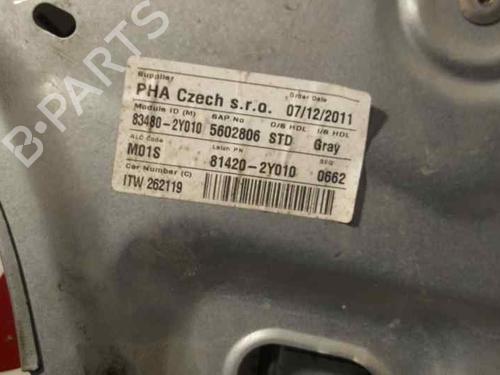 Supplier
PHA Czech s.r.o.
Order Date
07/12/2011
Module ID (M) SAP No O/S HDL I/S HDL
83480-2Y010 5602806 STD Gray
ALC Code Latch PN SEQ
M01S 81420-2Y010 0662
Car Number (C)
ITW 262119
B-PARTS